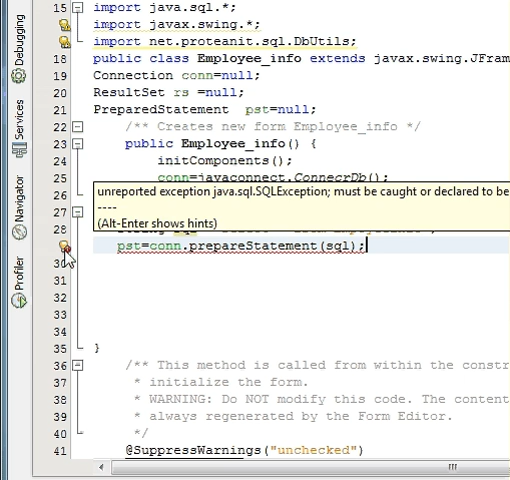 Debugging
Services
Navigator
Profiler
15 import java.sql.*;
import javax.swing.*;
import net.proteanit.sql.DbUtils;
18 public class Employee_info extends javax.swing.JFram
19 Connection conn=null;
20 ResultSet rs =null;
21 PreparedStatement pst=null;
22 /** Creates new form Employee_info */
23 public Employee_info() {
24 initComponents();
25 conn=javaconnect.ConnecrDb();
26
unreported exception java.sql.SQLException; must be caught or declared to be
----
(Alt-Enter shows hints)
27
28
pst=conn.prepareStatement(sql);
30
31
32
33
34
35 }
36 /** This method is called from within the constr
37 * initialize the form.
38 * WARNING: Do NOT modify this code. The content
39 * always regenerated by the Form Editor.
40 */
41 @SuppressWarnings("unchecked")